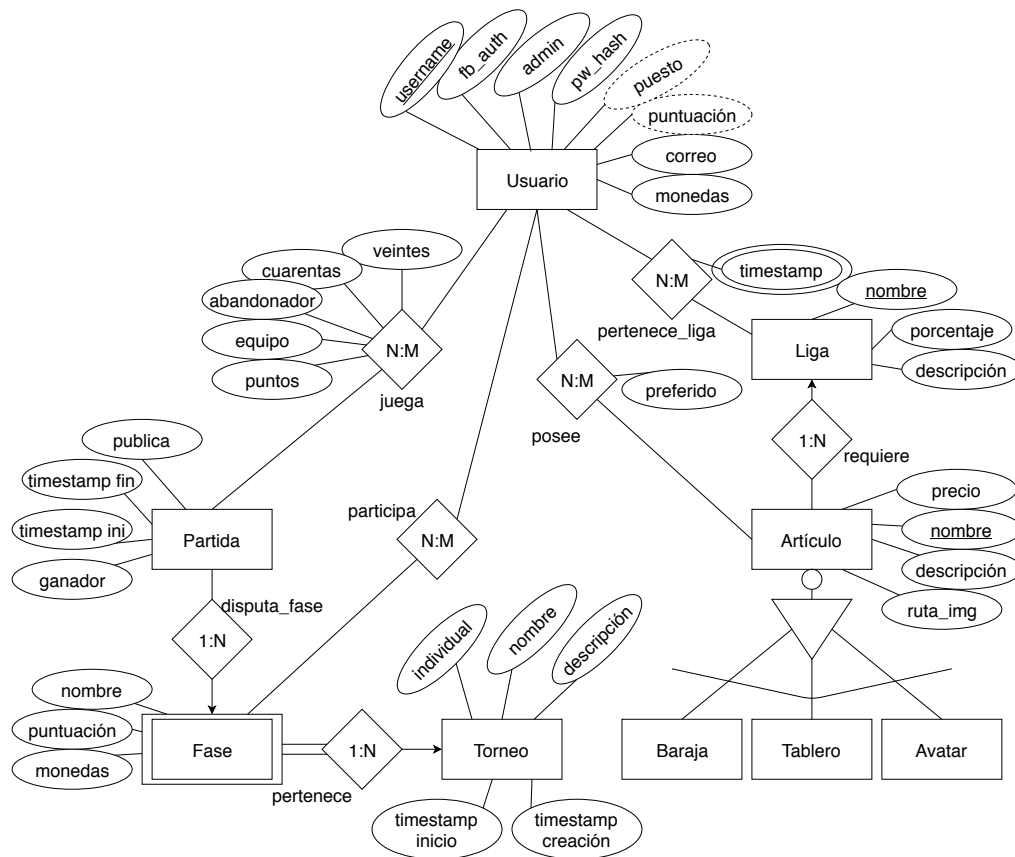 username
fb_auth
admin
pw_hash
puesto
puntuación
correo
monedas
Usuario
veintes
cuarentas
abandonador
equipo
puntos
N:M
juega
N:M
timestamp
pertenece_liga
nombre
porcentaje
descripción
Liga
N:M
preferido
posee
1:N
requiere
publica
timestamp fin
timestamp ini
ganador
Partida
participa
N:M
precio
nombre
descripción
ruta_img
Artículo
disputa_fase
1:N
individual
nombre
descripción
nombre
puntuación
monedas
Fase
1:N
pertenece
Torneo
timestamp
inicio
timestamp
creación
Baraja
Tablero
Avatar